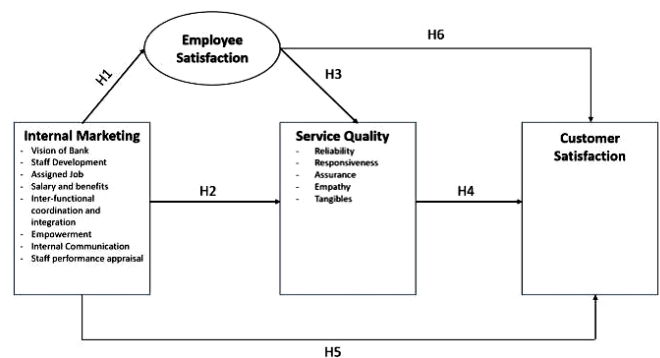 Employee
Satisfaction
H6
H1
H3
Internal Marketing
- Vision of Bank
- Staff Development
- Assigned Job
- Salary and benefits
- Inter-functional
coordination and
integration
- Empowerment
- Internal Communication
- Staff performance appraisal
H2
Service Quality
- Reliability
- Responsiveness
- Assurance
- Empathy
- Tangibles
H4
Customer
Satisfaction
H5